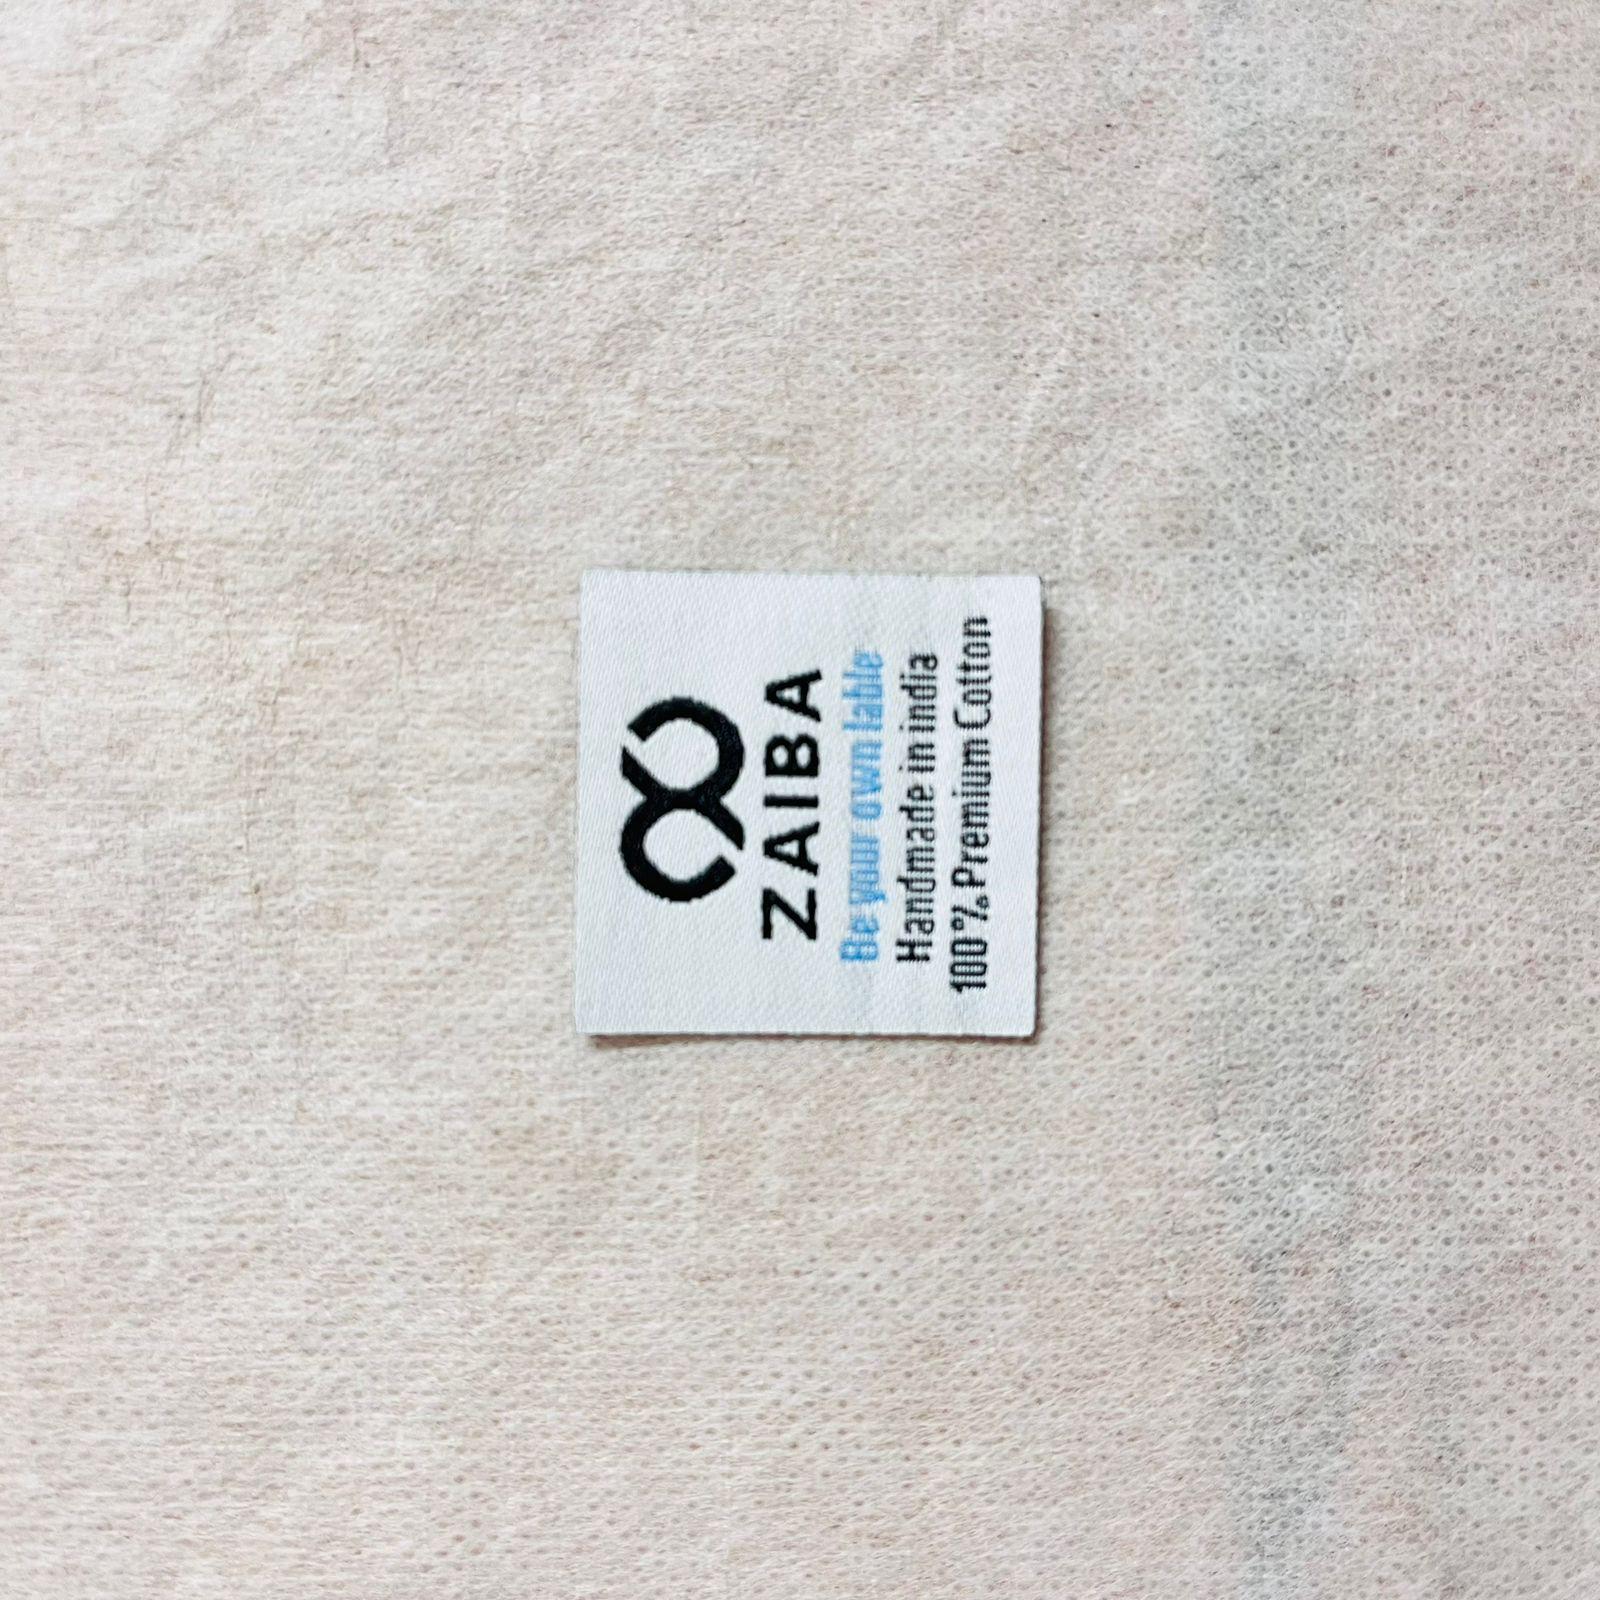 ZAIBA
Be your own lable
Handmade in india
100% Premium Cotton